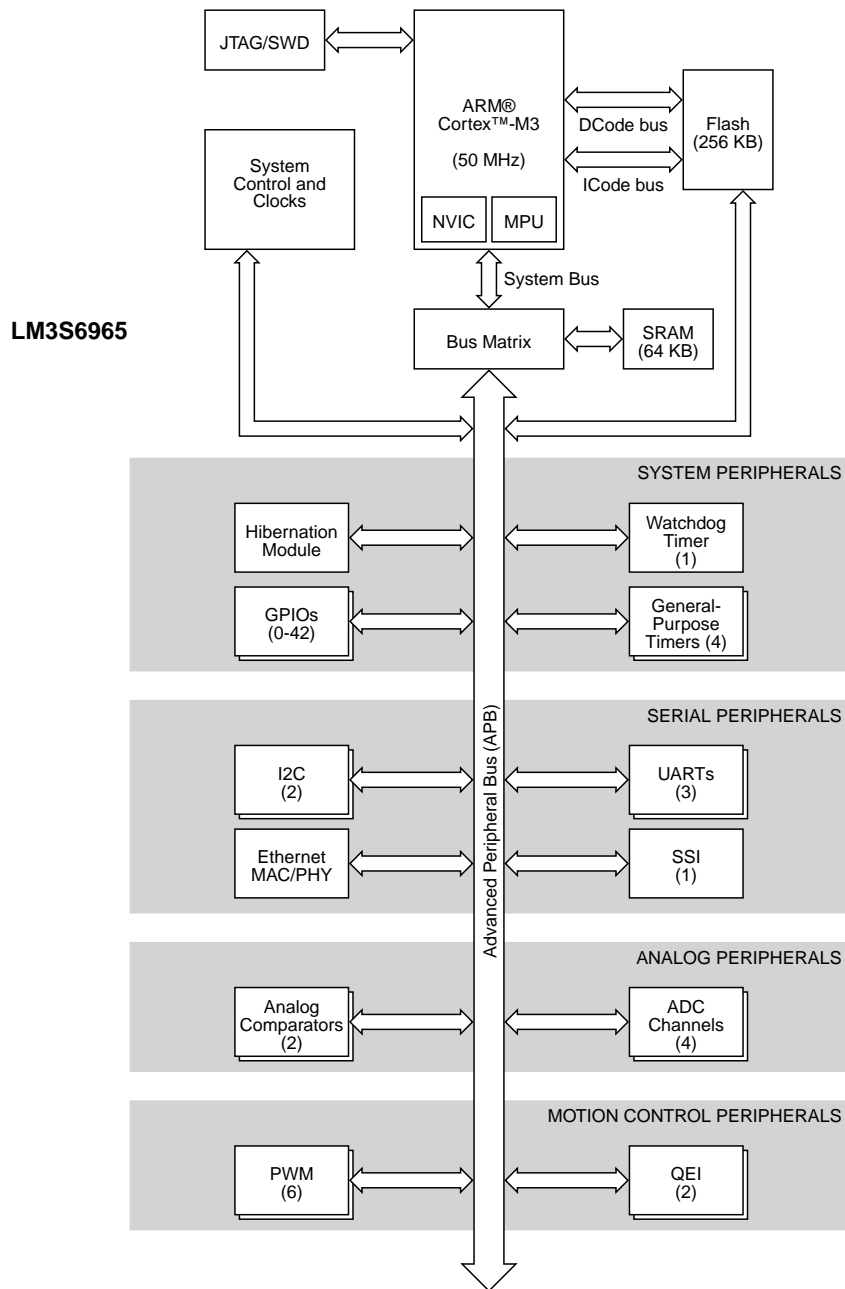 JTAG/SWD
ARM®
Cortex™-M3
(50 MHz)
NVIC
MPU
DCode bus
ICode bus
Flash
(256 KB)
System
Control and
Clocks
System Bus
LM3S6965
Bus Matrix
SRAM
(64 KB)
Advanced Peripheral Bus (APB)
SYSTEM PERIPHERALS
Hibernation
Module
Watchdog
Timer
(1)
GPIOs
(0-42)
General-
Purpose
Timers (4)
SERIAL PERIPHERALS
I2C
(2)
UARTs
(3)
Ethernet
MAC/PHY
SSI
(1)
ANALOG PERIPHERALS
Analog
Comparators
(2)
ADC
Channels
(4)
MOTION CONTROL PERIPHERALS
PWM
(6)
QEI
(2)